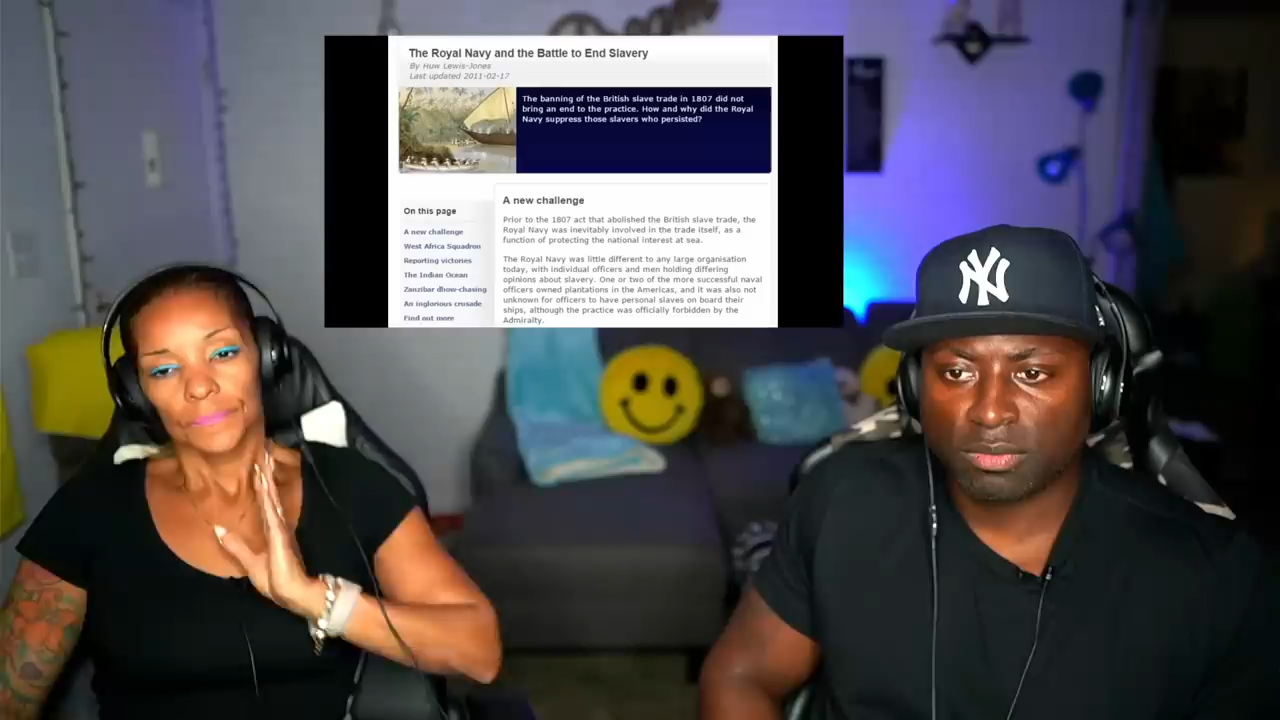 The Royal Navy and the Battle to End Slavery
By Huw Lewis-Jones
Last updated 2011-02-17
The banning of the British slave trade in 1807 did not
bring an end to the practice. How and why did the Royal
Navy suppress those slavers who persisted?
On this page
A new challenge
West Africa Squadron
Reporting victories
The Indian Ocean
Zanzibar dhow-chasing
An inglorious crusade
Find out more
A new challenge
Prior to the 1807 act that abolished the British slave trade, the
Royal Navy was inevitably involved in the trade itself, as a
function of protecting the national interest at sea.
The Royal Navy was little different to any large organisation
today, with individual officers and men holding differing
opinions about slavery. One or two of the more successful naval
officers owned plantations in the Americas, and it was also not
unknown for officers to have personal slaves on board their
ships, although the practice was officially forbidden by the
Admiralty.
NY